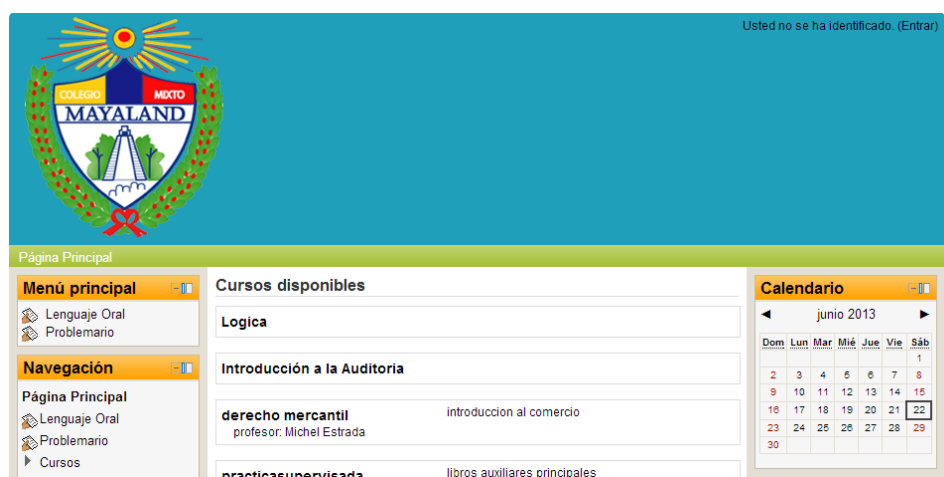 Usted no se ha identificado. (Entrar)
COLEGIO MIXTO
MAYALAND
Página Principal
Menú principal
Lenguaje Oral
Problemario
Navegación
Página Principal
Lenguaje Oral
Problemario
Cursos
Cursos disponibles
Logica
Introducción a la Auditoria
derecho mercantil introduccion al comercio
profesor: Michel Estrada
practicasupervisada libros auxiliares principales
Calendario
◄ junio 2013 ►
Dom Lun Mar Mié Jue Vie Sáb
1
2 3 4 5 6 7 8
9 10 11 12 13 14 15
16 17 18 19 20 21 22
23 24 25 26 27 28 29
30